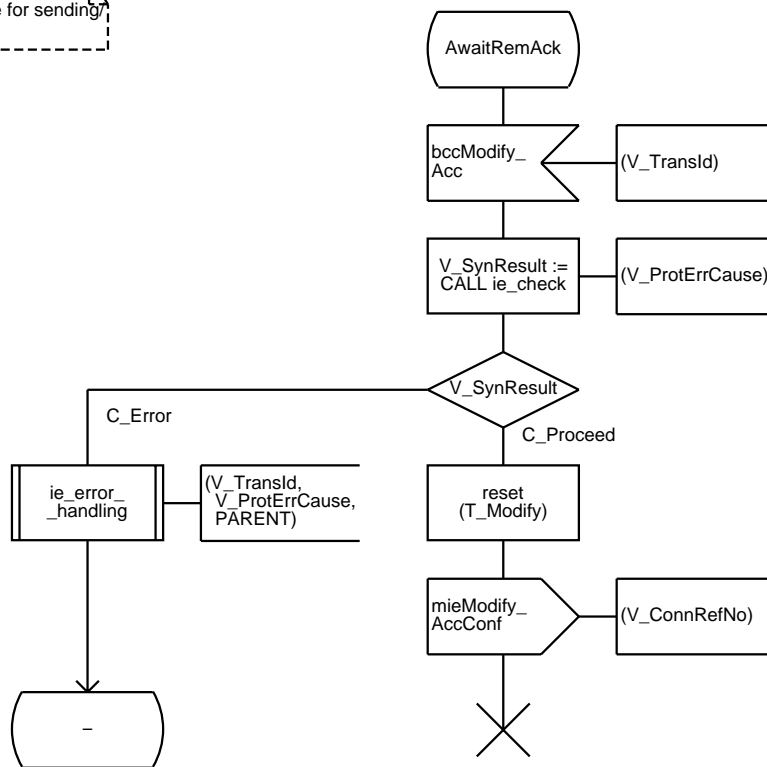 e for sending/
AwaitRemAck
bccModify_
Acc
(V_TransId)
V_SynResult :=
CALL ie_check
(V_ProtErrCause)
V_SynResult
C_Error
C_Proceed
ie_error_
_handling
(V_TransId,
V_ProtErrCause,
PARENT)
reset
(T_Modify)
mieModify_
AccConf
(V_ConnRefNo)
–